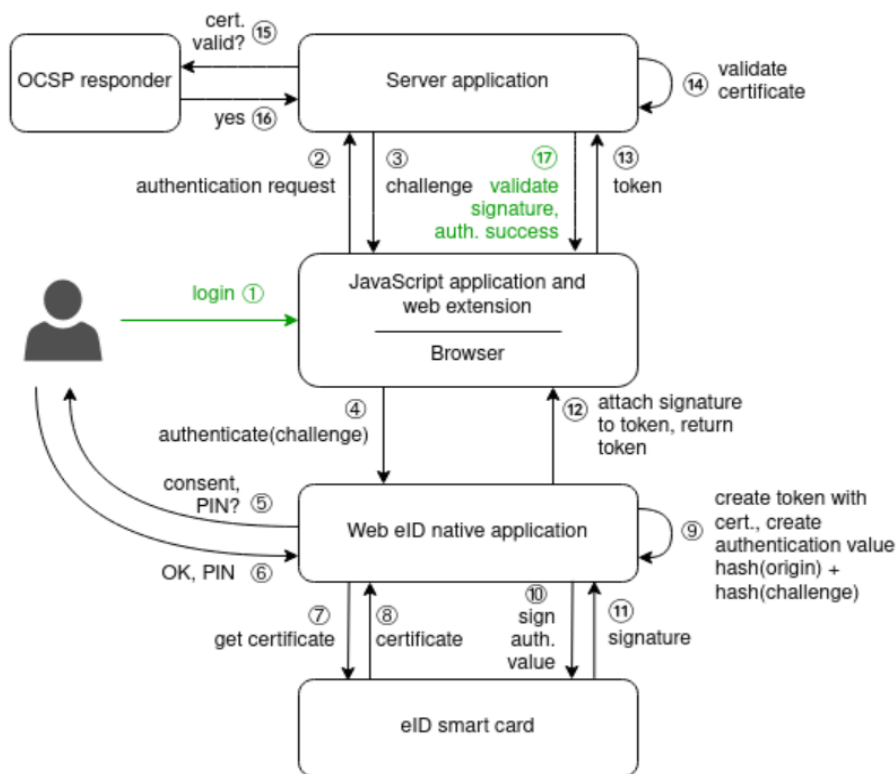 cert.
valid? ⑮
OCSP responder
Server application
⑭ validate
certificate
yes ⑯
② ③ ⑰ ⑬
authentication request
challenge
validate
signature,
auth. success
token
login ①
JavaScript application and
web extension
Browser
④
authenticate(challenge)
⑫ attach signature
to token, return
token
consent,
PIN? ⑤
Web eID native application
⑨ create token with
cert., create
authentication value
hash(origin) +
hash(challenge)
OK, PIN ⑥
⑦ ⑧ ⑩ ⑪
get certificate
certificate
sign
auth.
value
signature
eID smart card